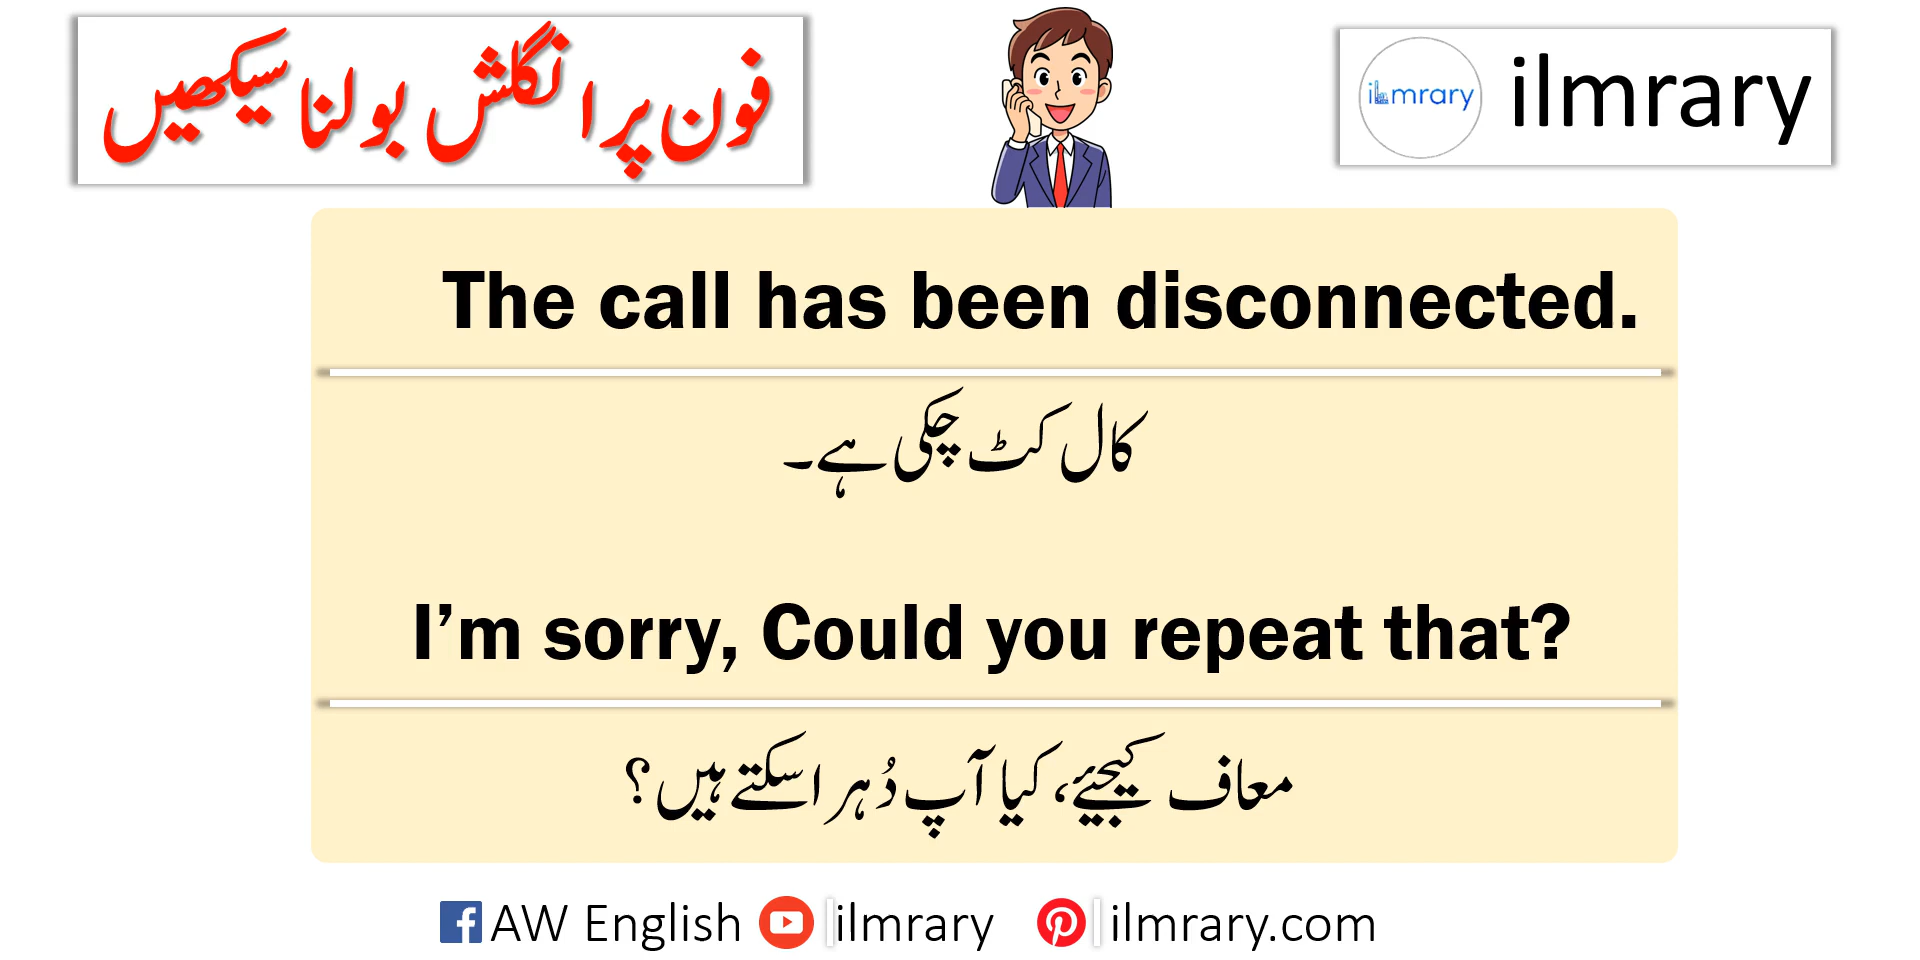 فون پر انگلش بولنا سیکھیں
ilmrary
ilmrary
The call has been disconnected.
کال کٹ چکی ہے۔
I’m sorry, Could you repeat that?
معاف کیجیئے، کیا آپ دُہرا سکتے ہیں؟
AW English ilmrary ilmrary.com